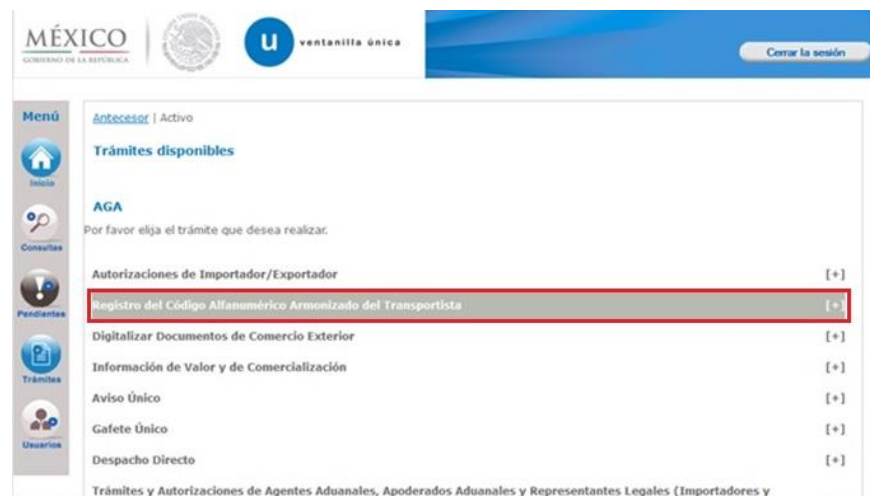 MÉXICO
GOBIERNO DE LA REPÚBLICA
u
ventanilla única
Cerrar la sesión
Menú
Inicio
Consultas
Pendientes
Trámites
Usuarios
Antecesor | Activo
Trámites disponibles
AGA
Por favor elija el trámite que desea realizar.
Autorizaciones de Importador/Exportador [+]
Registro del Código Alfanumérico Armonizado del Transportista [+]
Digitalizar Documentos de Comercio Exterior [+]
Información de Valor y de Comercialización [+]
Aviso Único [+]
Gafete Único [+]
Despacho Directo [+]
Trámites y Autorizaciones de Agentes Aduanales, Apoderados Aduanales y Representantes Legales (Importadores y